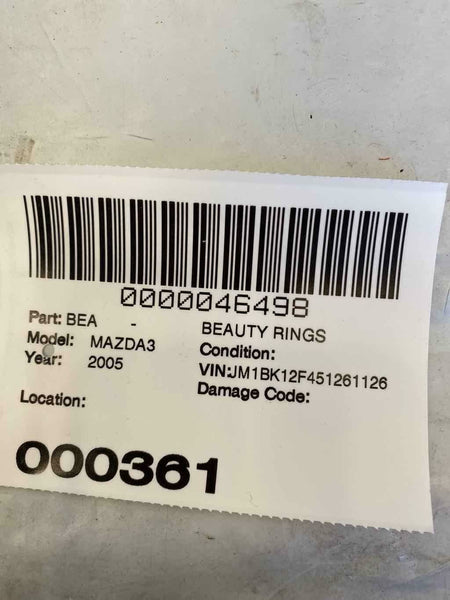 0000046498
Part: BEA - BEAUTY RINGS
Model: MAZDA3 Condition:
Year: 2005 VIN:JM1BK12F451261126
Damage Code:
Location:
000361